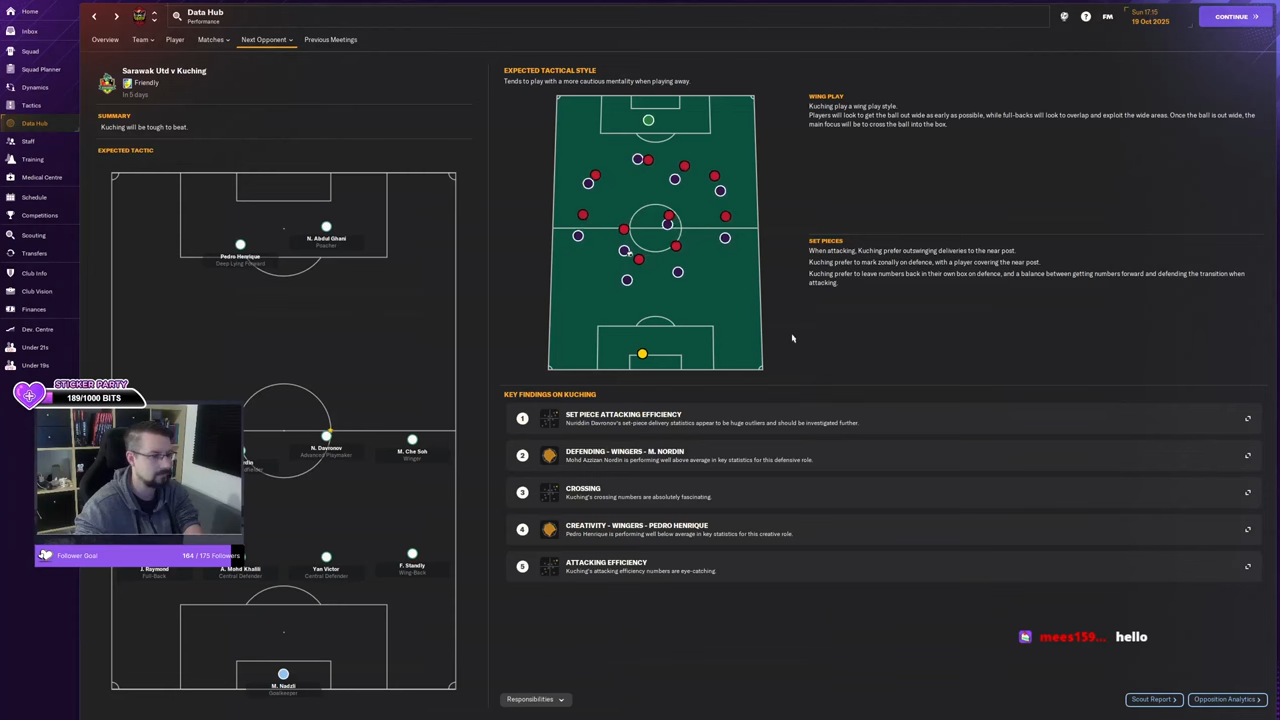 Home
Inbox
Squad
Squad Planner
Dynamics
Tactics
Data Hub
Staff
Training
Medical Centre
Schedule
Competitions
Scouting
Transfers
Club Info
Club Vision
Finances
Dev. Centre
Under 21s
Under 19s
Data Hub
Performance
FM
Sun 17:15
19 Oct 2025
CONTINUE
Overview
Team
Player
Matches
Next Opponent
Previous Meetings
Sarawak Utd v Kuching
Friendly
In 5 days
SUMMARY
Kuching will be tough to beat.
EXPECTED TACTIC
N. Abdul Ghani
Poacher
Pedro Henrique
Deep Lying Forward
N. Davronov
Advanced Playmaker
M. Che Soh
Winger
J. Raymond
Full-Back
A. Mohd Khalili
Central Defender
Yan Victor
Central Defender
F. Standly
Wing-Back
M. Nadzli
Goalkeeper
STICKER PARTY
189/1000 BITS
Follower Goal
164 / 175 Followers
EXPECTED TACTICAL STYLE
Tends to play with a more cautious mentality when playing away.
WING PLAY
Kuching play a wing play style.
Players will look to get the ball out wide as early as possible, while full-backs will look to overlap and exploit the wide areas. Once the ball is out wide, the
main focus will be to cross the ball into the box.
SET PIECES
When attacking, Kuching prefer outswinging deliveries to the near post.
Kuching prefer to mark zonally on defence, with a player covering the near post.
Kuching prefer to leave numbers back in their own box on defence, and a balance between getting numbers forward and defending the transition when
attacking.
KEY FINDINGS ON KUCHING
1
SET PIECE ATTACKING EFFICIENCY
Nuriddin Davronov's set-piece delivery statistics appear to be huge outliers and should be investigated further.
2
DEFENDING - WINGERS - M. NORDIN
Mohd Azzizan Nordin is performing well above average in key statistics for this defensive role.
3
CROSSING
Kuching's crossing numbers are absolutely fascinating.
4
CREATIVITY - WINGERS - PEDRO HENRIQUE
Pedro Henrique is performing well below average in key statistics for this creative role.
5
ATTACKING EFFICIENCY
Kuching's attacking efficiency numbers are eye-catching.
mees159 hello
Responsibilities
Scout Report
Opposition Analytics